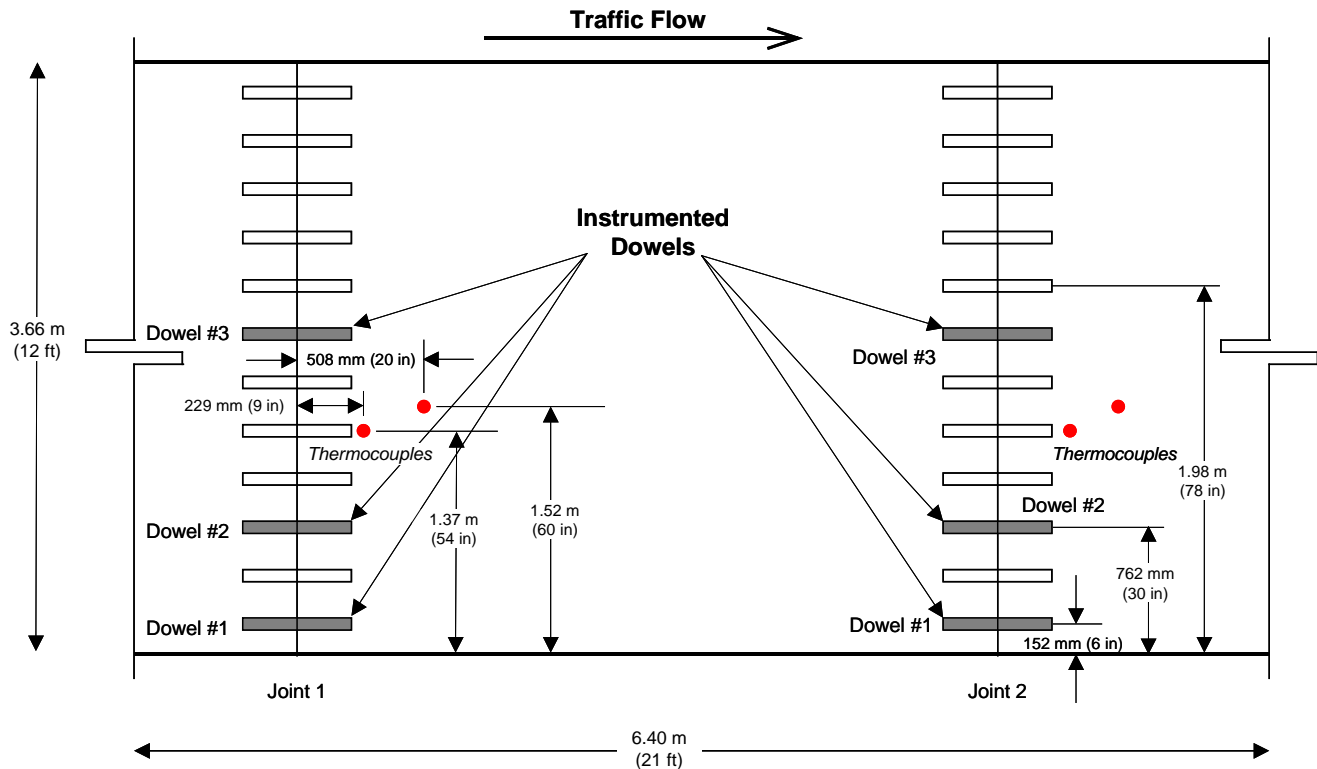 Traffic Flow
Instrumented
Dowels
3.66 m
(12 ft)
Dowel #3
Dowel #3
508 mm (20 in)
229 mm (9 in)
Thermocouples
Thermocouples
1.98 m
(78 in)
Dowel #2
1.37 m
(54 in)
1.52 m
(60 in)
Dowel #2
762 mm
(30 in)
Dowel #1
Dowel #1
152 mm (6 in)
Joint 1
Joint 2
6.40 m
(21 ft)